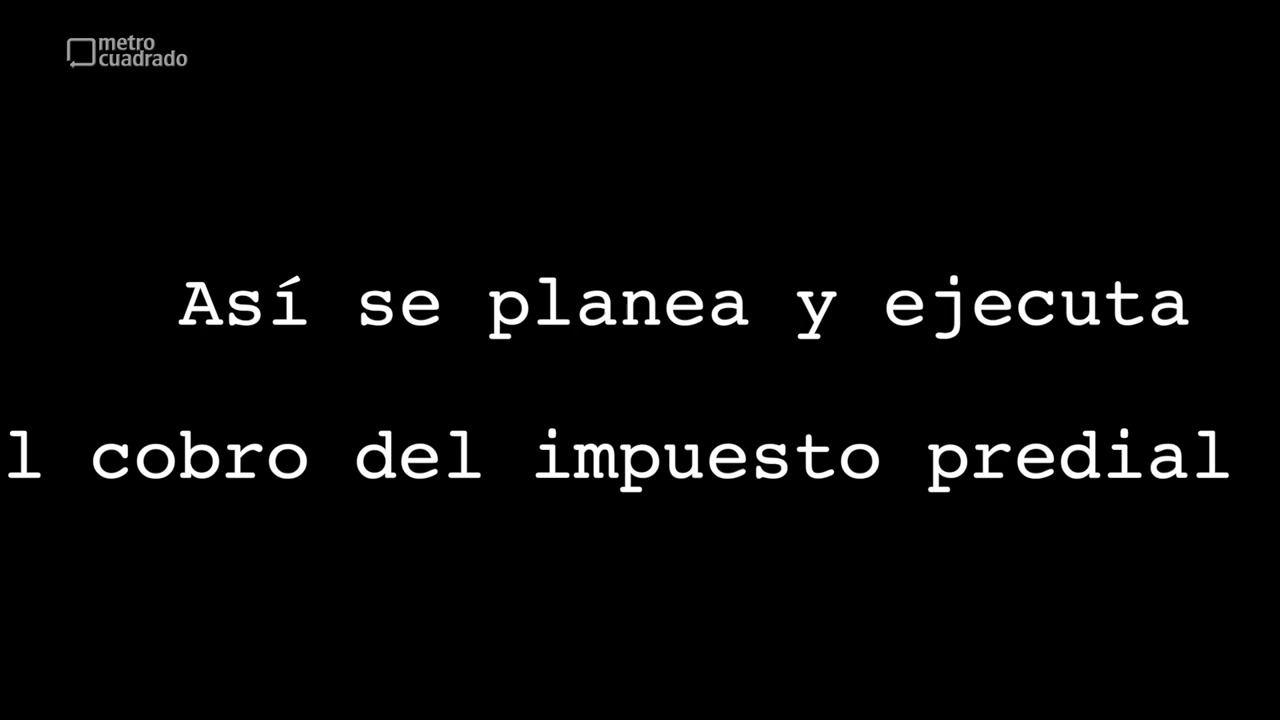 metro
cuadrado
Así se planea y ejecuta
l cobro del impuesto predial